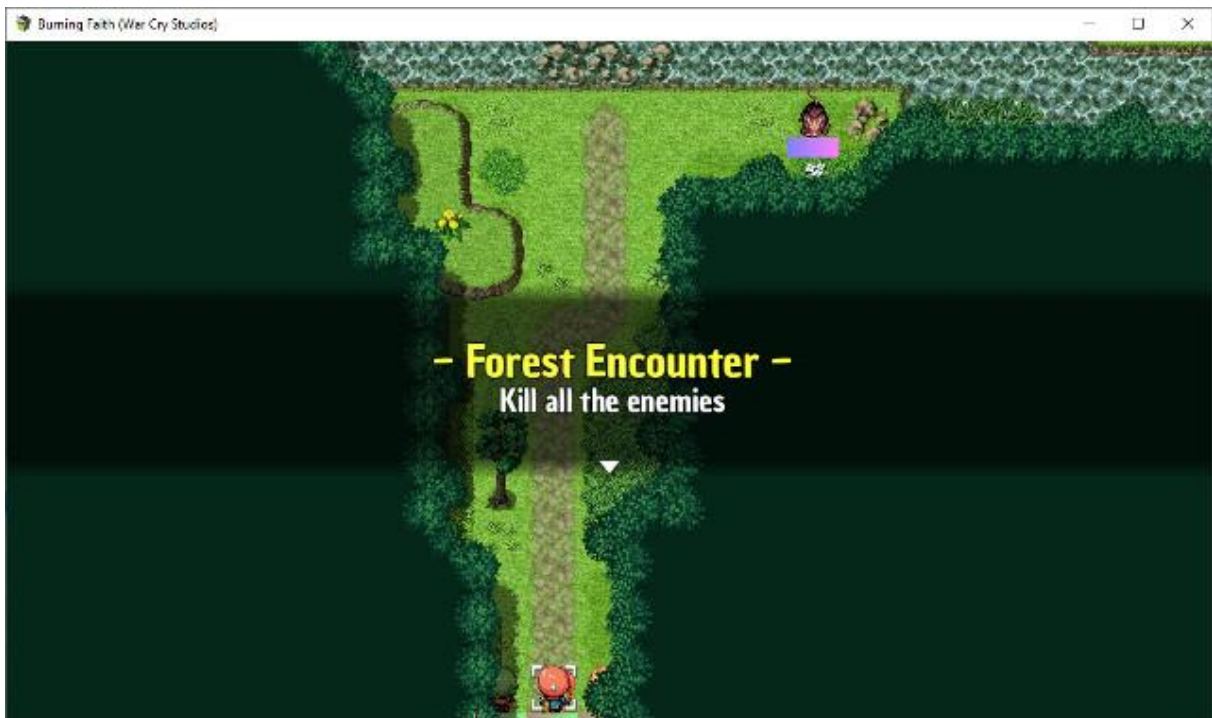 Burning Faith (War Cry Studios)
– Forest Encounter –
Kill all the enemies